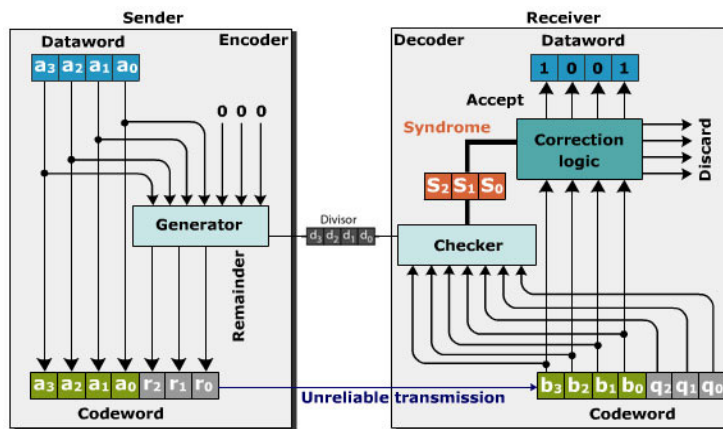 Sender
Receiver
Encoder
Dataword
a3 a2 a1 a0
0 0 0
Generator
Remainder
a3 a2 a1 a0 r2 r1 r0
Codeword
Divisor
d3 d2 d1 d0
Unreliable transmission
Decoder
Dataword
1 0 0 1
Accept
Syndrome
Correction
logic
Discard
S2 S1 S0
Checker
b3 b2 b1 b0 q2 q1 q0
Codeword